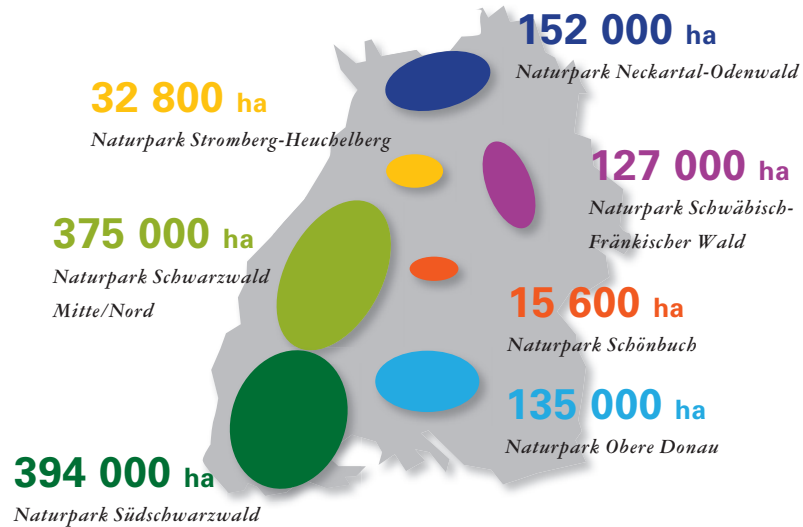 152 000 ha
Naturpark Neckartal-Odenwald
32 800 ha
Naturpark Stromberg-Heuchelberg
127 000 ha
Naturpark Schwäbisch-
Fränkischer Wald
375 000 ha
Naturpark Schwarzwald
Mitte/Nord
15 600 ha
Naturpark Schönbuch
135 000 ha
Naturpark Obere Donau
394 000 ha
Naturpark Südschwarzwald